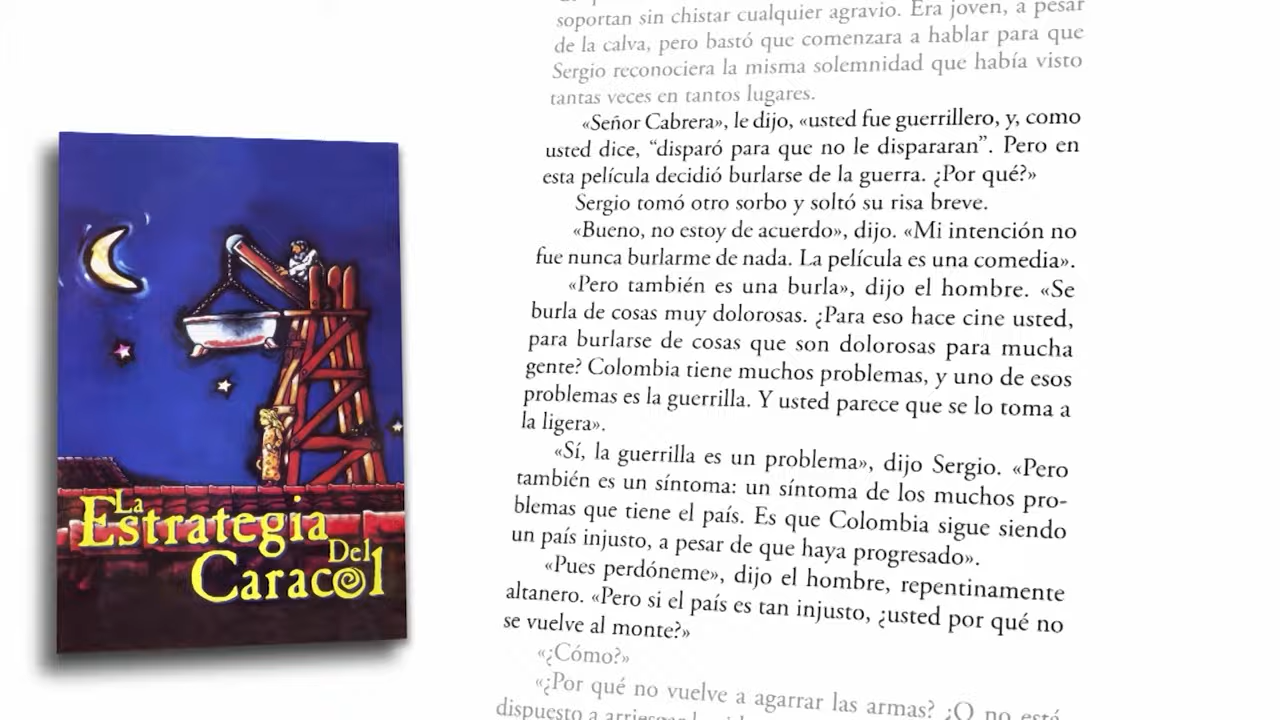 La
Estrategia
Del
Caracol
soportan sin chistar cualquier agravio. Era joven, a pesar
de la calva, pero bastó que comenzara a hablar para que
Sergio reconociera la misma solemnidad que había visto
tantas veces en tantos lugares.
«Señor Cabrera», le dijo, «usted fue guerrillero, y, como
usted dice, “disparó para que no le dispararan”. Pero en
esta película decidió burlarse de la guerra. ¿Por qué?»
Sergio tomó otro sorbo y soltó su risa breve.
«Bueno, no estoy de acuerdo», dijo. «Mi intención no
fue nunca burlarme de nada. La película es una comedia».
«Pero también es una burla», dijo el hombre. «Se
burla de cosas muy dolorosas. ¿Para eso hace cine usted,
para burlarse de cosas que son dolorosas para mucha
gente? Colombia tiene muchos problemas, y uno de esos
problemas es la guerrilla. Y usted parece que se lo toma a
la ligera».
«Sí, la guerrilla es un problema», dijo Sergio. «Pero
también es un síntoma: un síntoma de los muchos pro-
blemas que tiene el país. Es que Colombia sigue siendo
un país injusto, a pesar de que haya progresado».
«Pues perdóneme», dijo el hombre, repentinamente
altanero. «Pero si el país es tan injusto, ¿usted por qué no
se vuelve al monte?»
«¿Cómo?»
«¿Por qué no vuelve a agarrar las armas? ¿O no está
dispuesto a